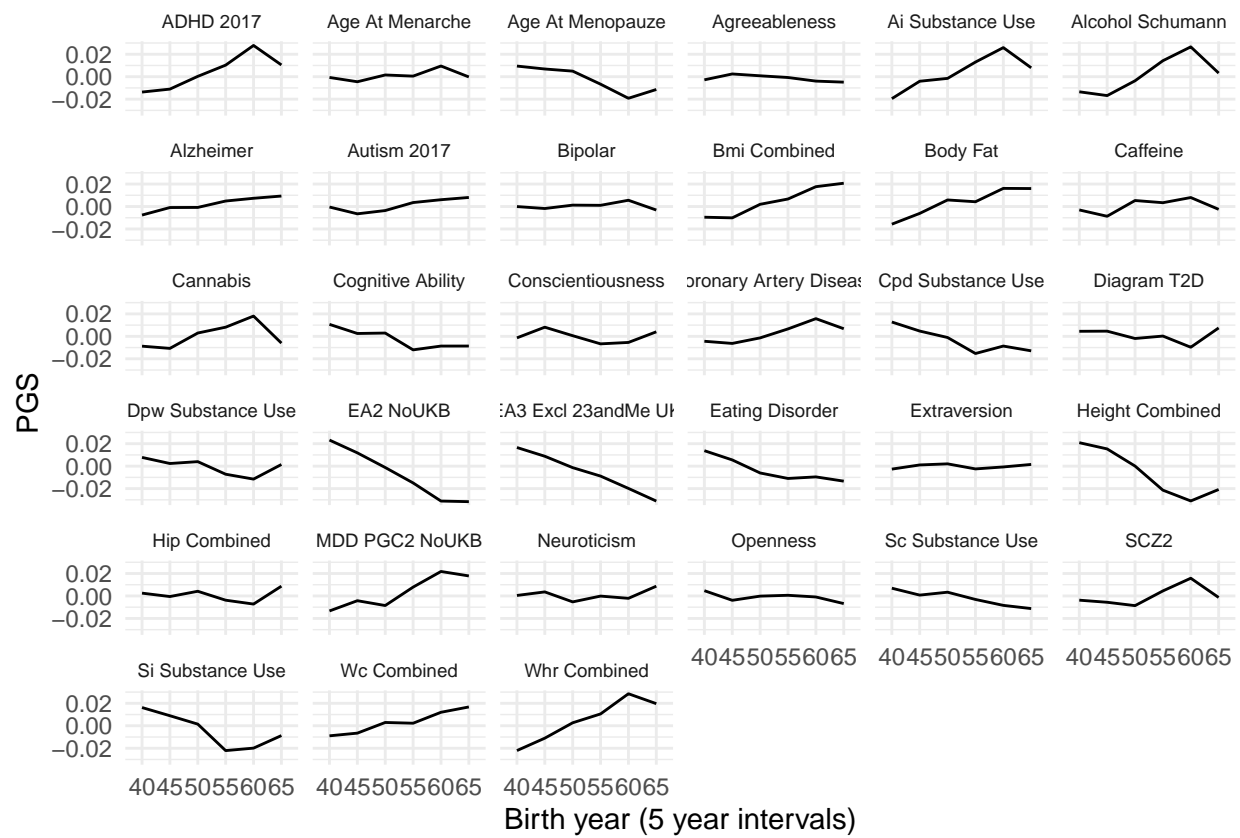 ADHD 2017 Age At Menarche Age At Menopauze Agreeableness Ai Substance Use Alcohol Schumann
0.02
0.00
−0.02
Alzheimer Autism 2017 Bipolar Bmi Combined Body Fat Caffeine
0.02
0.00
−0.02
Cannabis Cognitive Ability Conscientiousness oronary Artery Diseas Cpd Substance Use Diagram T2D
0.02
0.00
−0.02
PGS
Dpw Substance Use EA2 NoUKB EA3 Excl 23andMe UK Eating Disorder Extraversion Height Combined
0.02
0.00
−0.02
Hip Combined MDD PGC2 NoUKB Neuroticism Openness Sc Substance Use SCZ2
0.02
0.00
−0.02
404550556065 404550556065 404550556065
Si Substance Use Wc Combined Whr Combined
0.02
0.00
−0.02
404550556065 404550556065 404550556065
Birth year (5 year intervals)